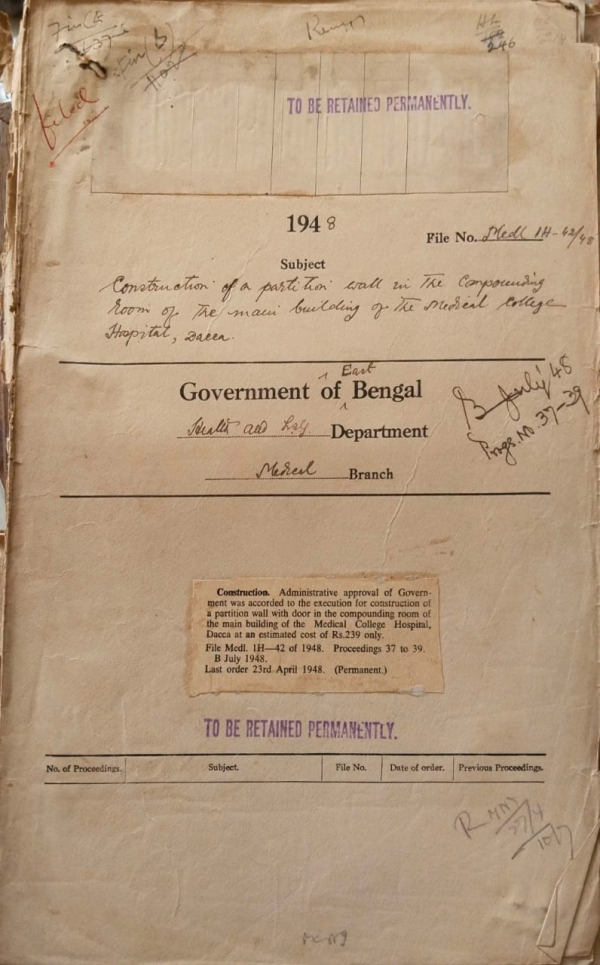 TO BE RETAINED PERMANENTLY.
filed
1948
File No. Medl 1H-42/48
Subject
Construction of a partition wall in the Compounding
Room of the main building of the Medical College
Hospital, Dacca.
Government of East Bengal
Health and L.S.G. Department
Medical Branch
B July '48
Progs. No. 37-39
Construction. Administrative approval of Govern-
ment was accorded to the execution for construction of
a partition wall with door in the compounding room of
the main building of the Medical College Hospital,
Dacca at an estimated cost of Rs.239 only.
File Medl. 1H—42 of 1948. Proceedings 37 to 39.
B July 1948.
Last order 23rd April 1948. (Permanent.)
TO BE RETAINED PERMANENTLY.
No. of Proceedings. Subject. File No. Date of order. Previous Proceedings.